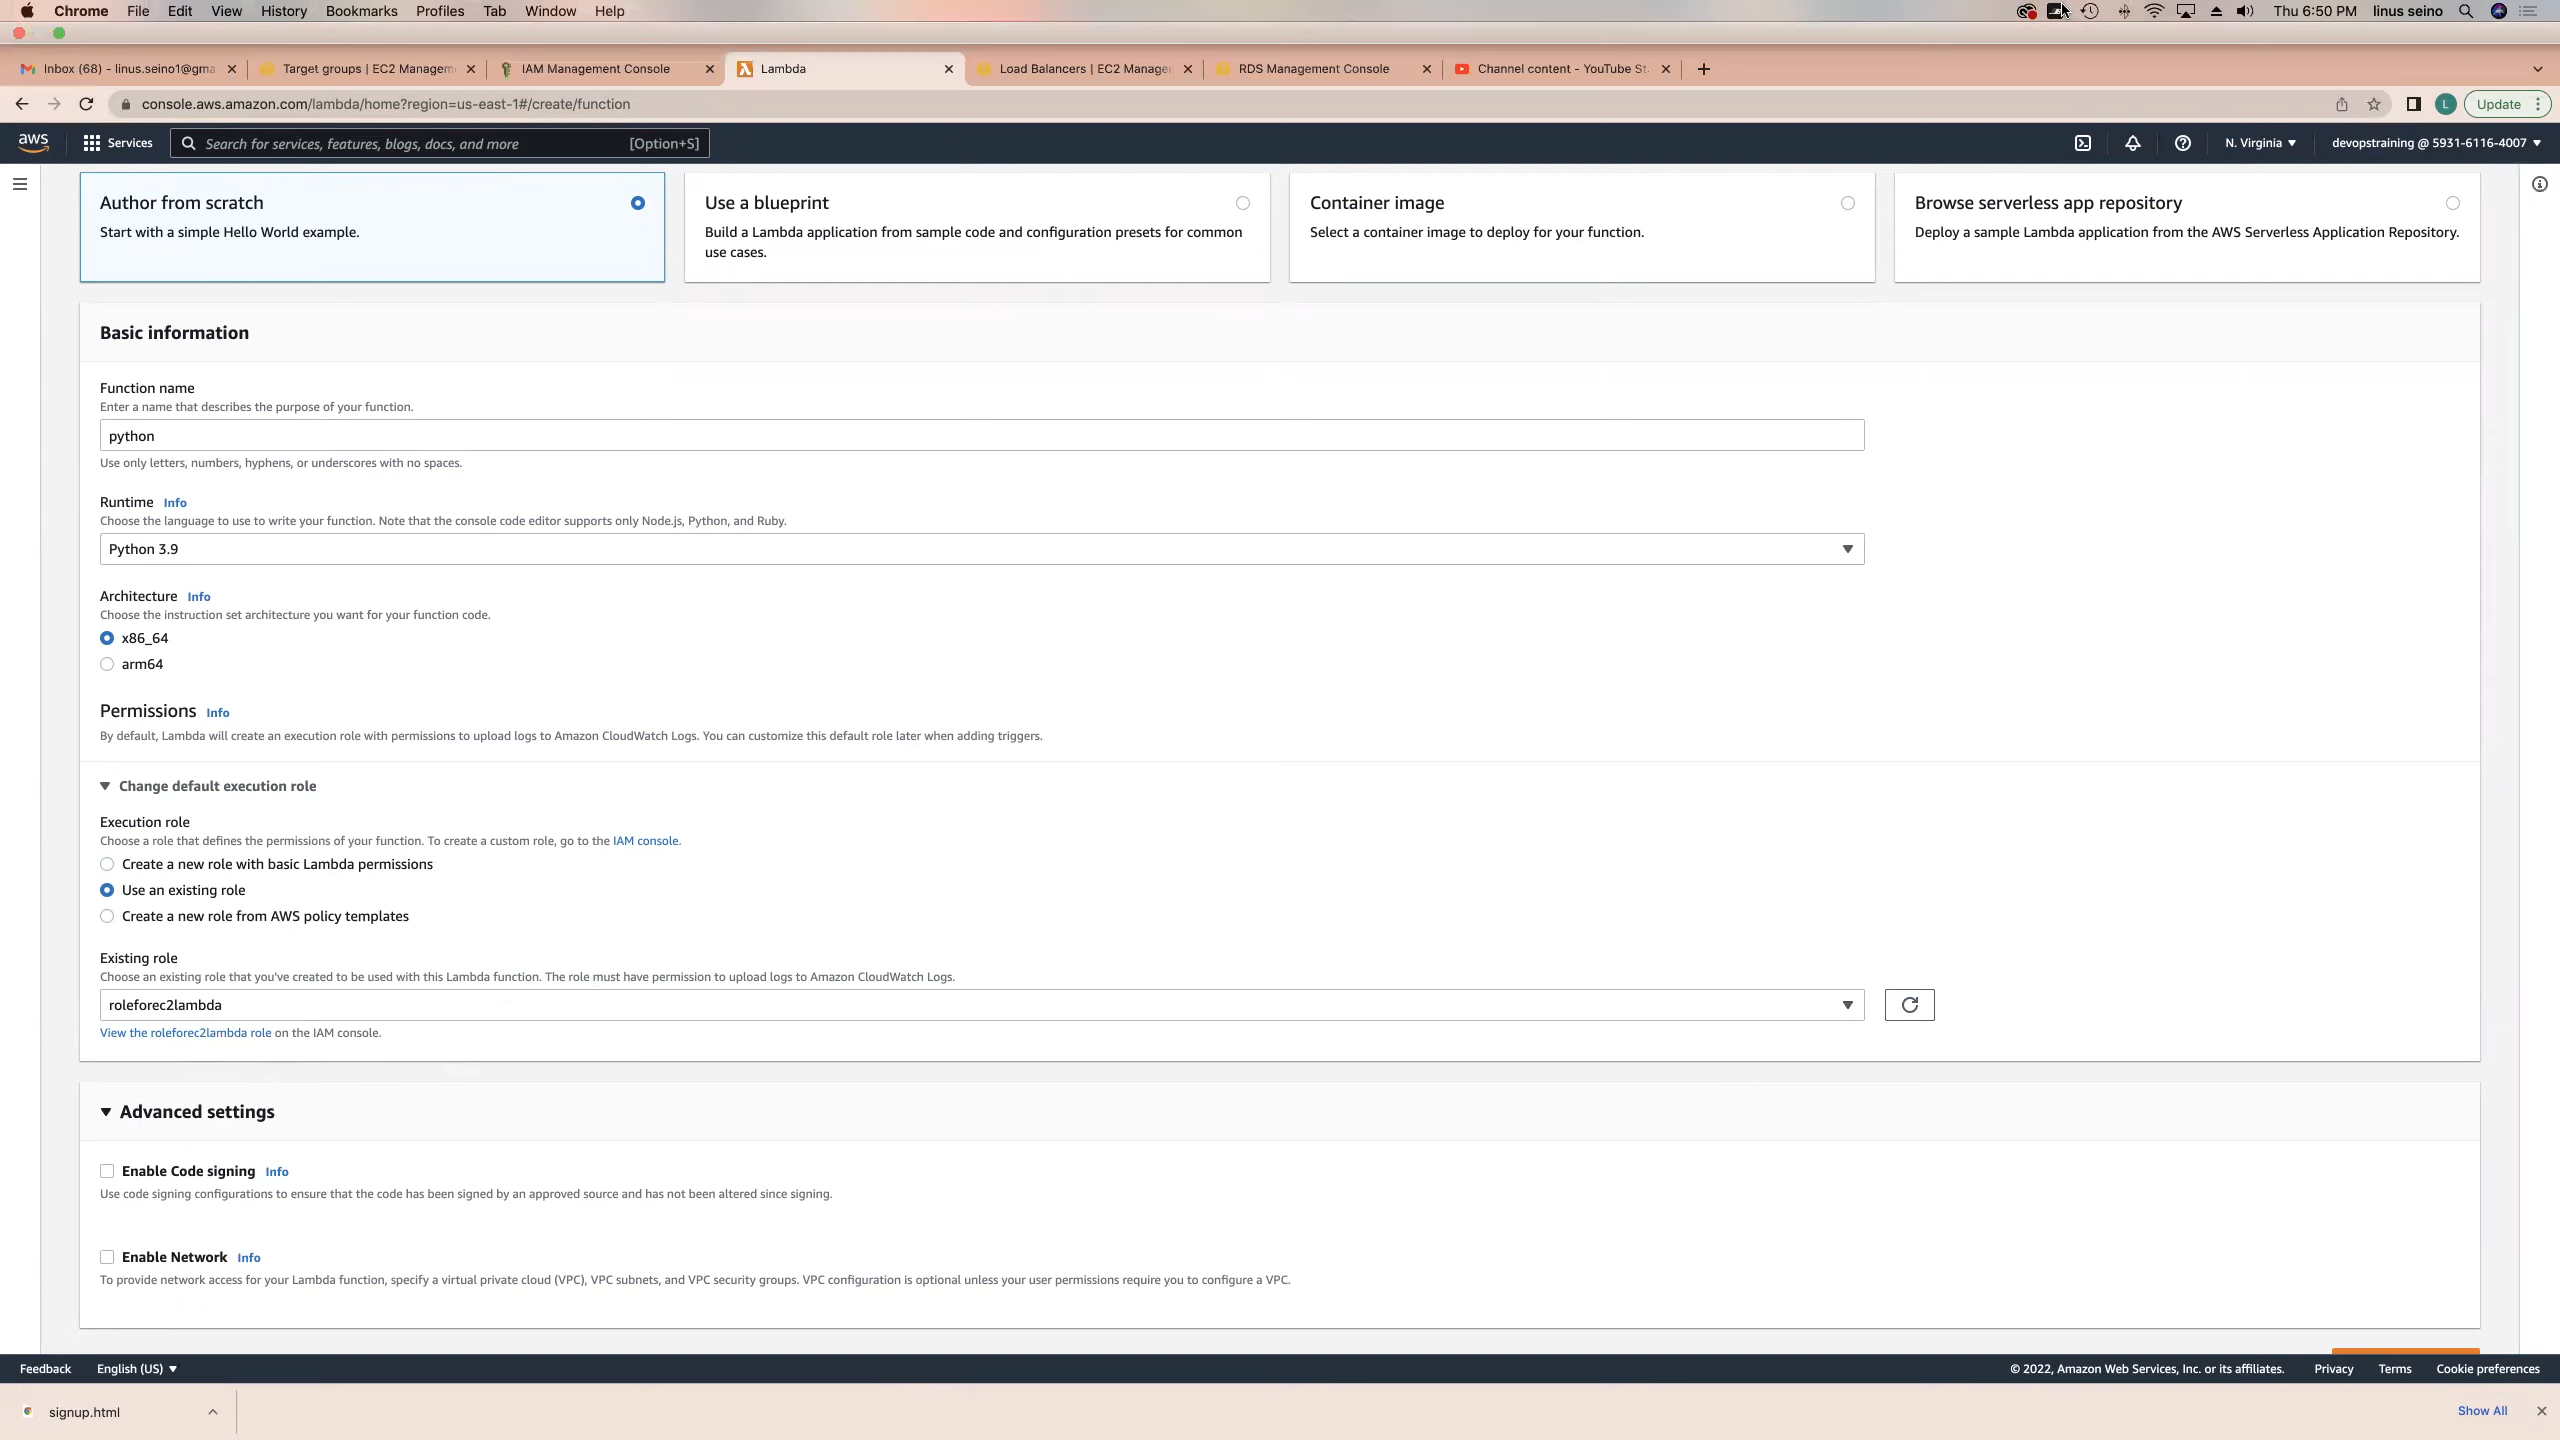 Chrome File Edit View History Bookmarks Profiles Tab Window Help Thu 6:50 PM linus seino
Inbox (68) - linus.seino1@gma Target groups | EC2 Managem IAM Management Console Lambda Load Balancers | EC2 Manage RDS Management Console Channel content - YouTube St
console.aws.amazon.com/lambda/home?region=us-east-1#/create/function L Update
aws Services Search for services, features, blogs, docs, and more [Option+S] N. Virginia devopstraining @ 5931-6116-4007
Author from scratch
Start with a simple Hello World example.
Use a blueprint
Build a Lambda application from sample code and configuration presets for common
use cases.
Container image
Select a container image to deploy for your function.
Browse serverless app repository
Deploy a sample Lambda application from the AWS Serverless Application Repository.
Basic information
Function name
Enter a name that describes the purpose of your function.
python
Use only letters, numbers, hyphens, or underscores with no spaces.
Runtime Info
Choose the language to use to write your function. Note that the console code editor supports only Node.js, Python, and Ruby.
Python 3.9
Architecture Info
Choose the instruction set architecture you want for your function code.
x86_64
arm64
Permissions Info
By default, Lambda will create an execution role with permissions to upload logs to Amazon CloudWatch Logs. You can customize this default role later when adding triggers.
Change default execution role
Execution role
Choose a role that defines the permissions of your function. To create a custom role, go to the IAM console.
Create a new role with basic Lambda permissions
Use an existing role
Create a new role from AWS policy templates
Existing role
Choose an existing role that you've created to be used with this Lambda function. The role must have permission to upload logs to Amazon CloudWatch Logs.
roleforec2lambda
View the roleforec2lambda role on the IAM console.
Advanced settings
Enable Code signing Info
Use code signing configurations to ensure that the code has been signed by an approved source and has not been altered since signing.
Enable Network Info
To provide network access for your Lambda function, specify a virtual private cloud (VPC), VPC subnets, and VPC security groups. VPC configuration is optional unless your user permissions require you to configure a VPC.
Feedback English (US) © 2022, Amazon Web Services, Inc. or its affiliates. Privacy Terms Cookie preferences
signup.html Show All